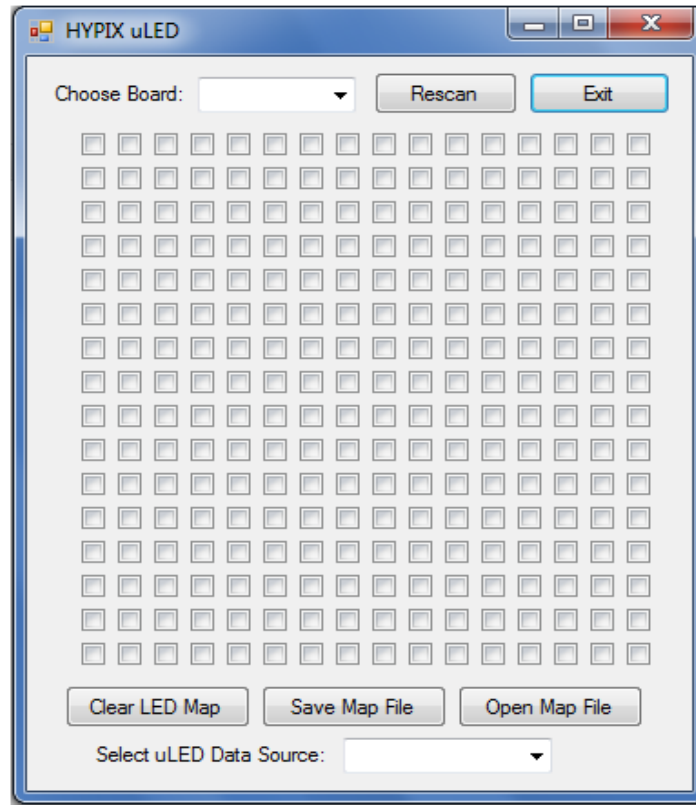 HYPIX uLED
Choose Board: Rescan Exit
Clear LED Map Save Map File Open Map File
Select uLED Data Source: